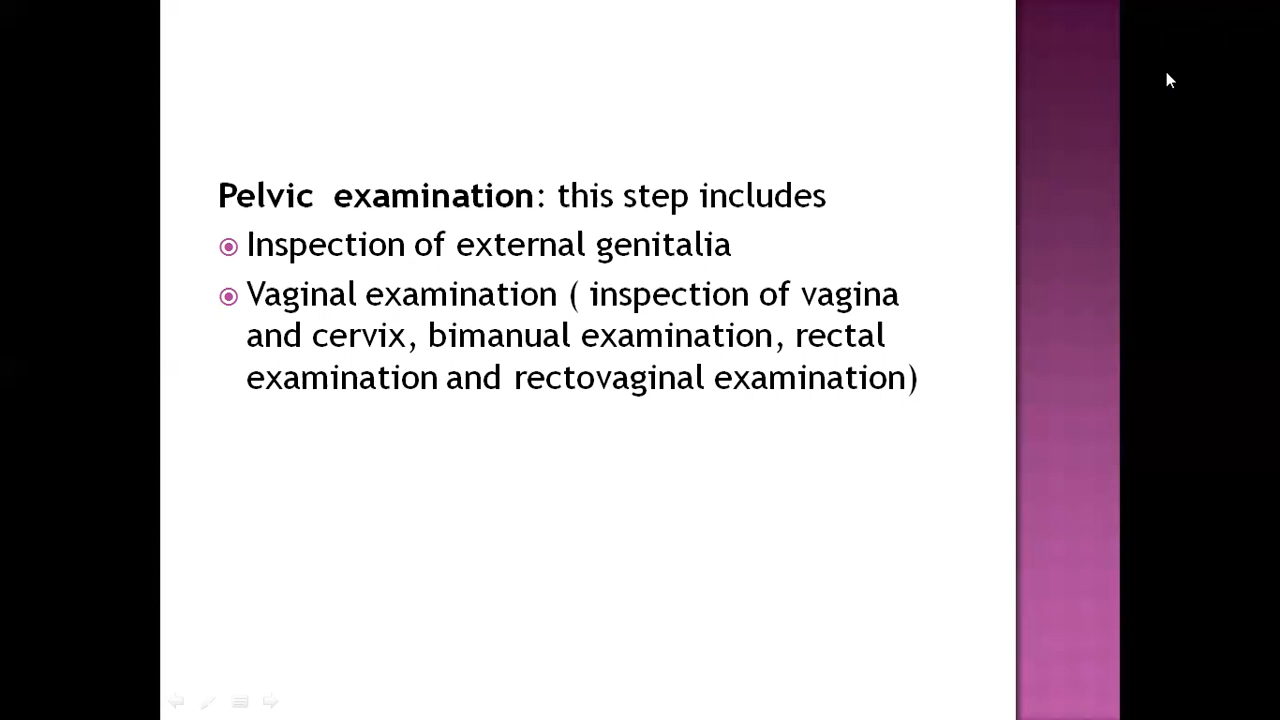 Pelvic examination: this step includes
Inspection of external genitalia
Vaginal examination ( inspection of vagina
and cervix, bimanual examination, rectal
examination and rectovaginal examination)